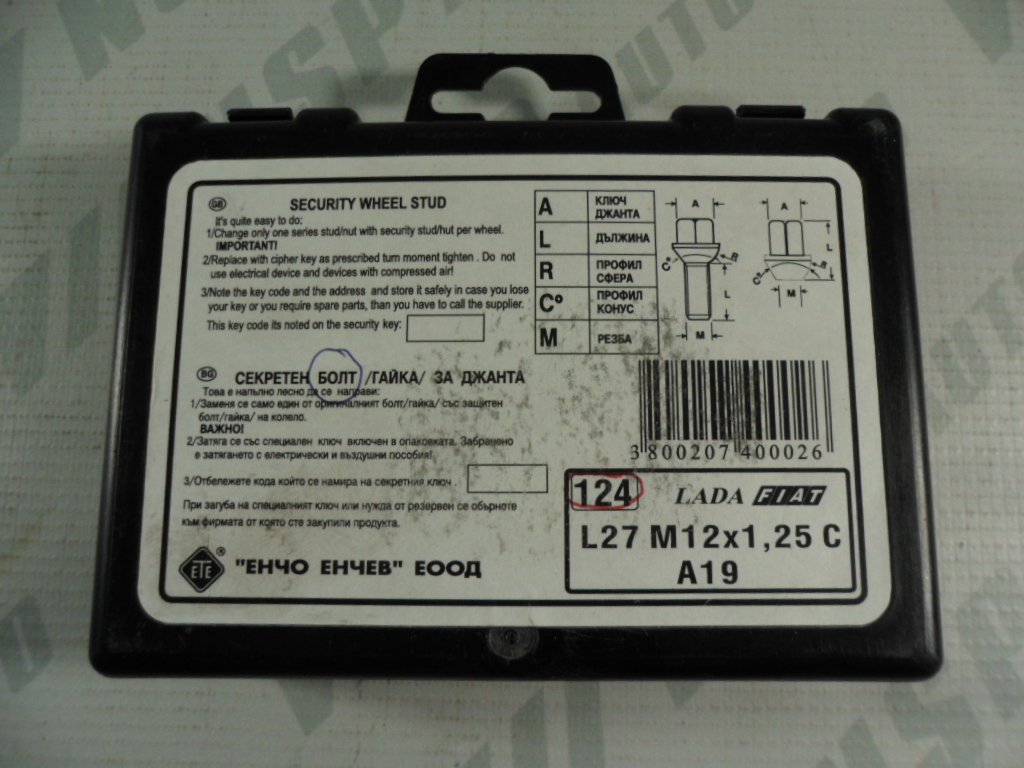 GB SECURITY WHEEL STUD
It's quite easy to do:
1/Change only one series stud/nut with security stud/hut per wheel.
IMPORTANT!
2/Replace with cipher key as prescribed turn moment tighten . Do not
use electrical device and devices with compressed air!
3/Note the key code and the address and store it safely in case you lose
your key or you require spare parts, than you have to call the supplier.
This key code its noted on the security key:
A КЛЮЧ ДЖАНТА
L ДЪЛЖИНА
R ПРОФИЛ СФЕРА
C° ПРОФИЛ КОНУС
M РЕЗБА
A
R
C°
L
M
A
L
R
C°
M
BG СЕКРЕТЕН БОЛТ /ГАЙКА/ ЗА ДЖАНТА
Това е напълно лесно да се направи:
1/Заменя се само един от оригиналният болт/гайка/ със защитен
болт/гайка/ на колело.
ВАЖНО!
2/Затяга се със специален ключ включен в опаковката. Забранено
е затягането с електрически и въздушни пособия!
3/Отбележете кода който се намира на секретния ключ .
При загуба на специалният ключ или нужда от резервен се обърнете
към фирмата от която сте закупили продукта.
ETE ® "ЕНЧО ЕНЧЕВ" ЕООД
3 800207 400026
124 LADA FIAT
L27 M12x1,25 C
A19